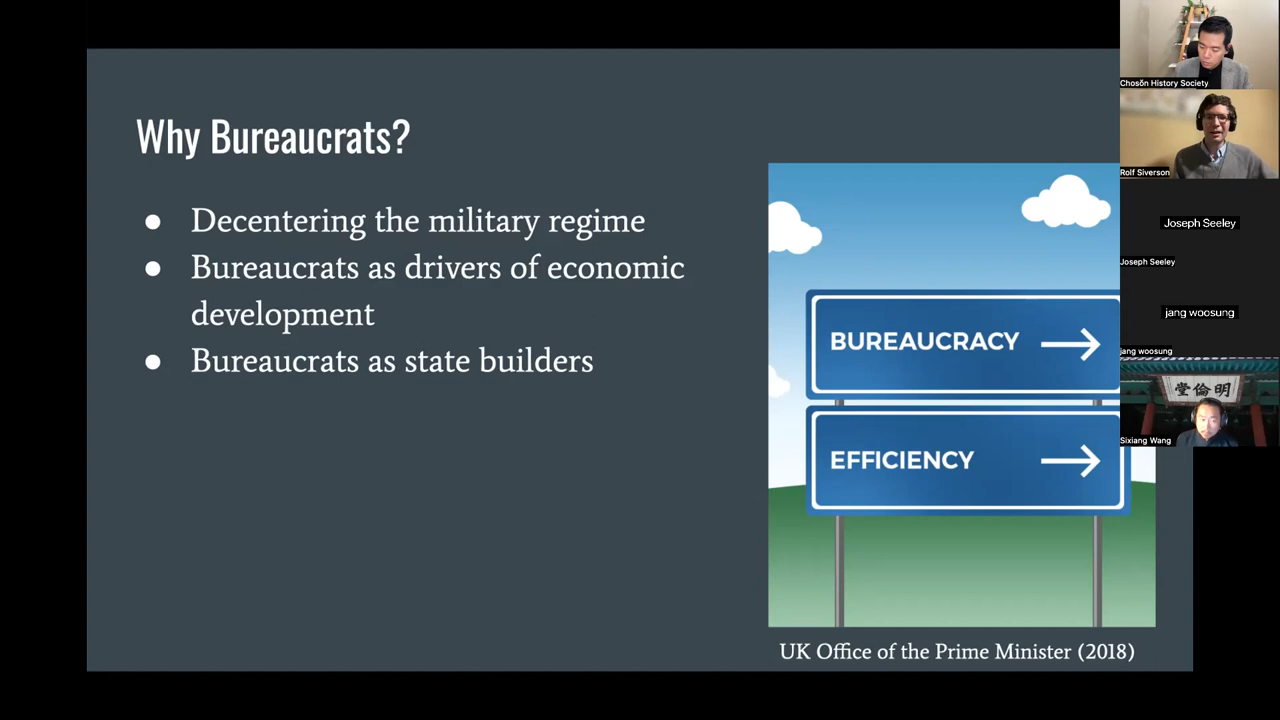 Why Bureaucrats?
● Decentering the military regime
● Bureaucrats as drivers of economic
development
● Bureaucrats as state builders
BUREAUCRACY
EFFICIENCY
UK Office of the Prime Minister (2018)
Chosŏn History Society
Rolf Siverson
Joseph Seeley
Joseph Seeley
jang woosung
jang woosung
堂倫明
Sixiang Wang